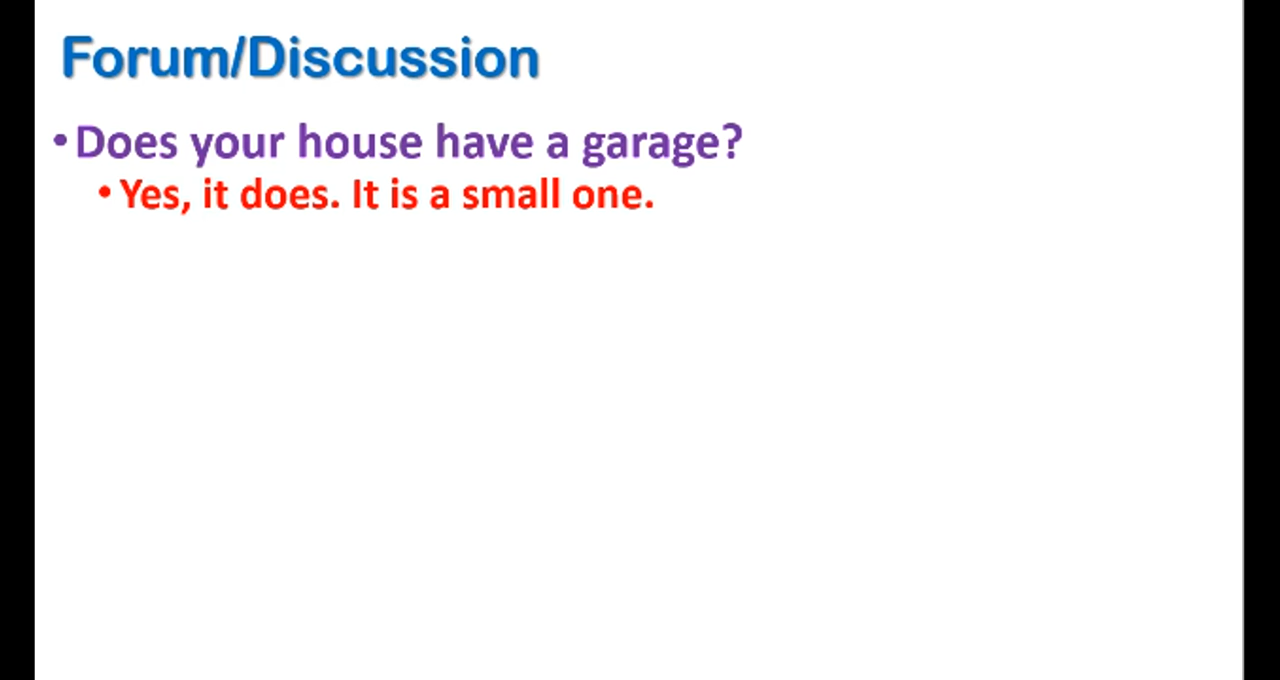 Forum/Discussion
•Does your house have a garage?
•Yes, it does. It is a small one.